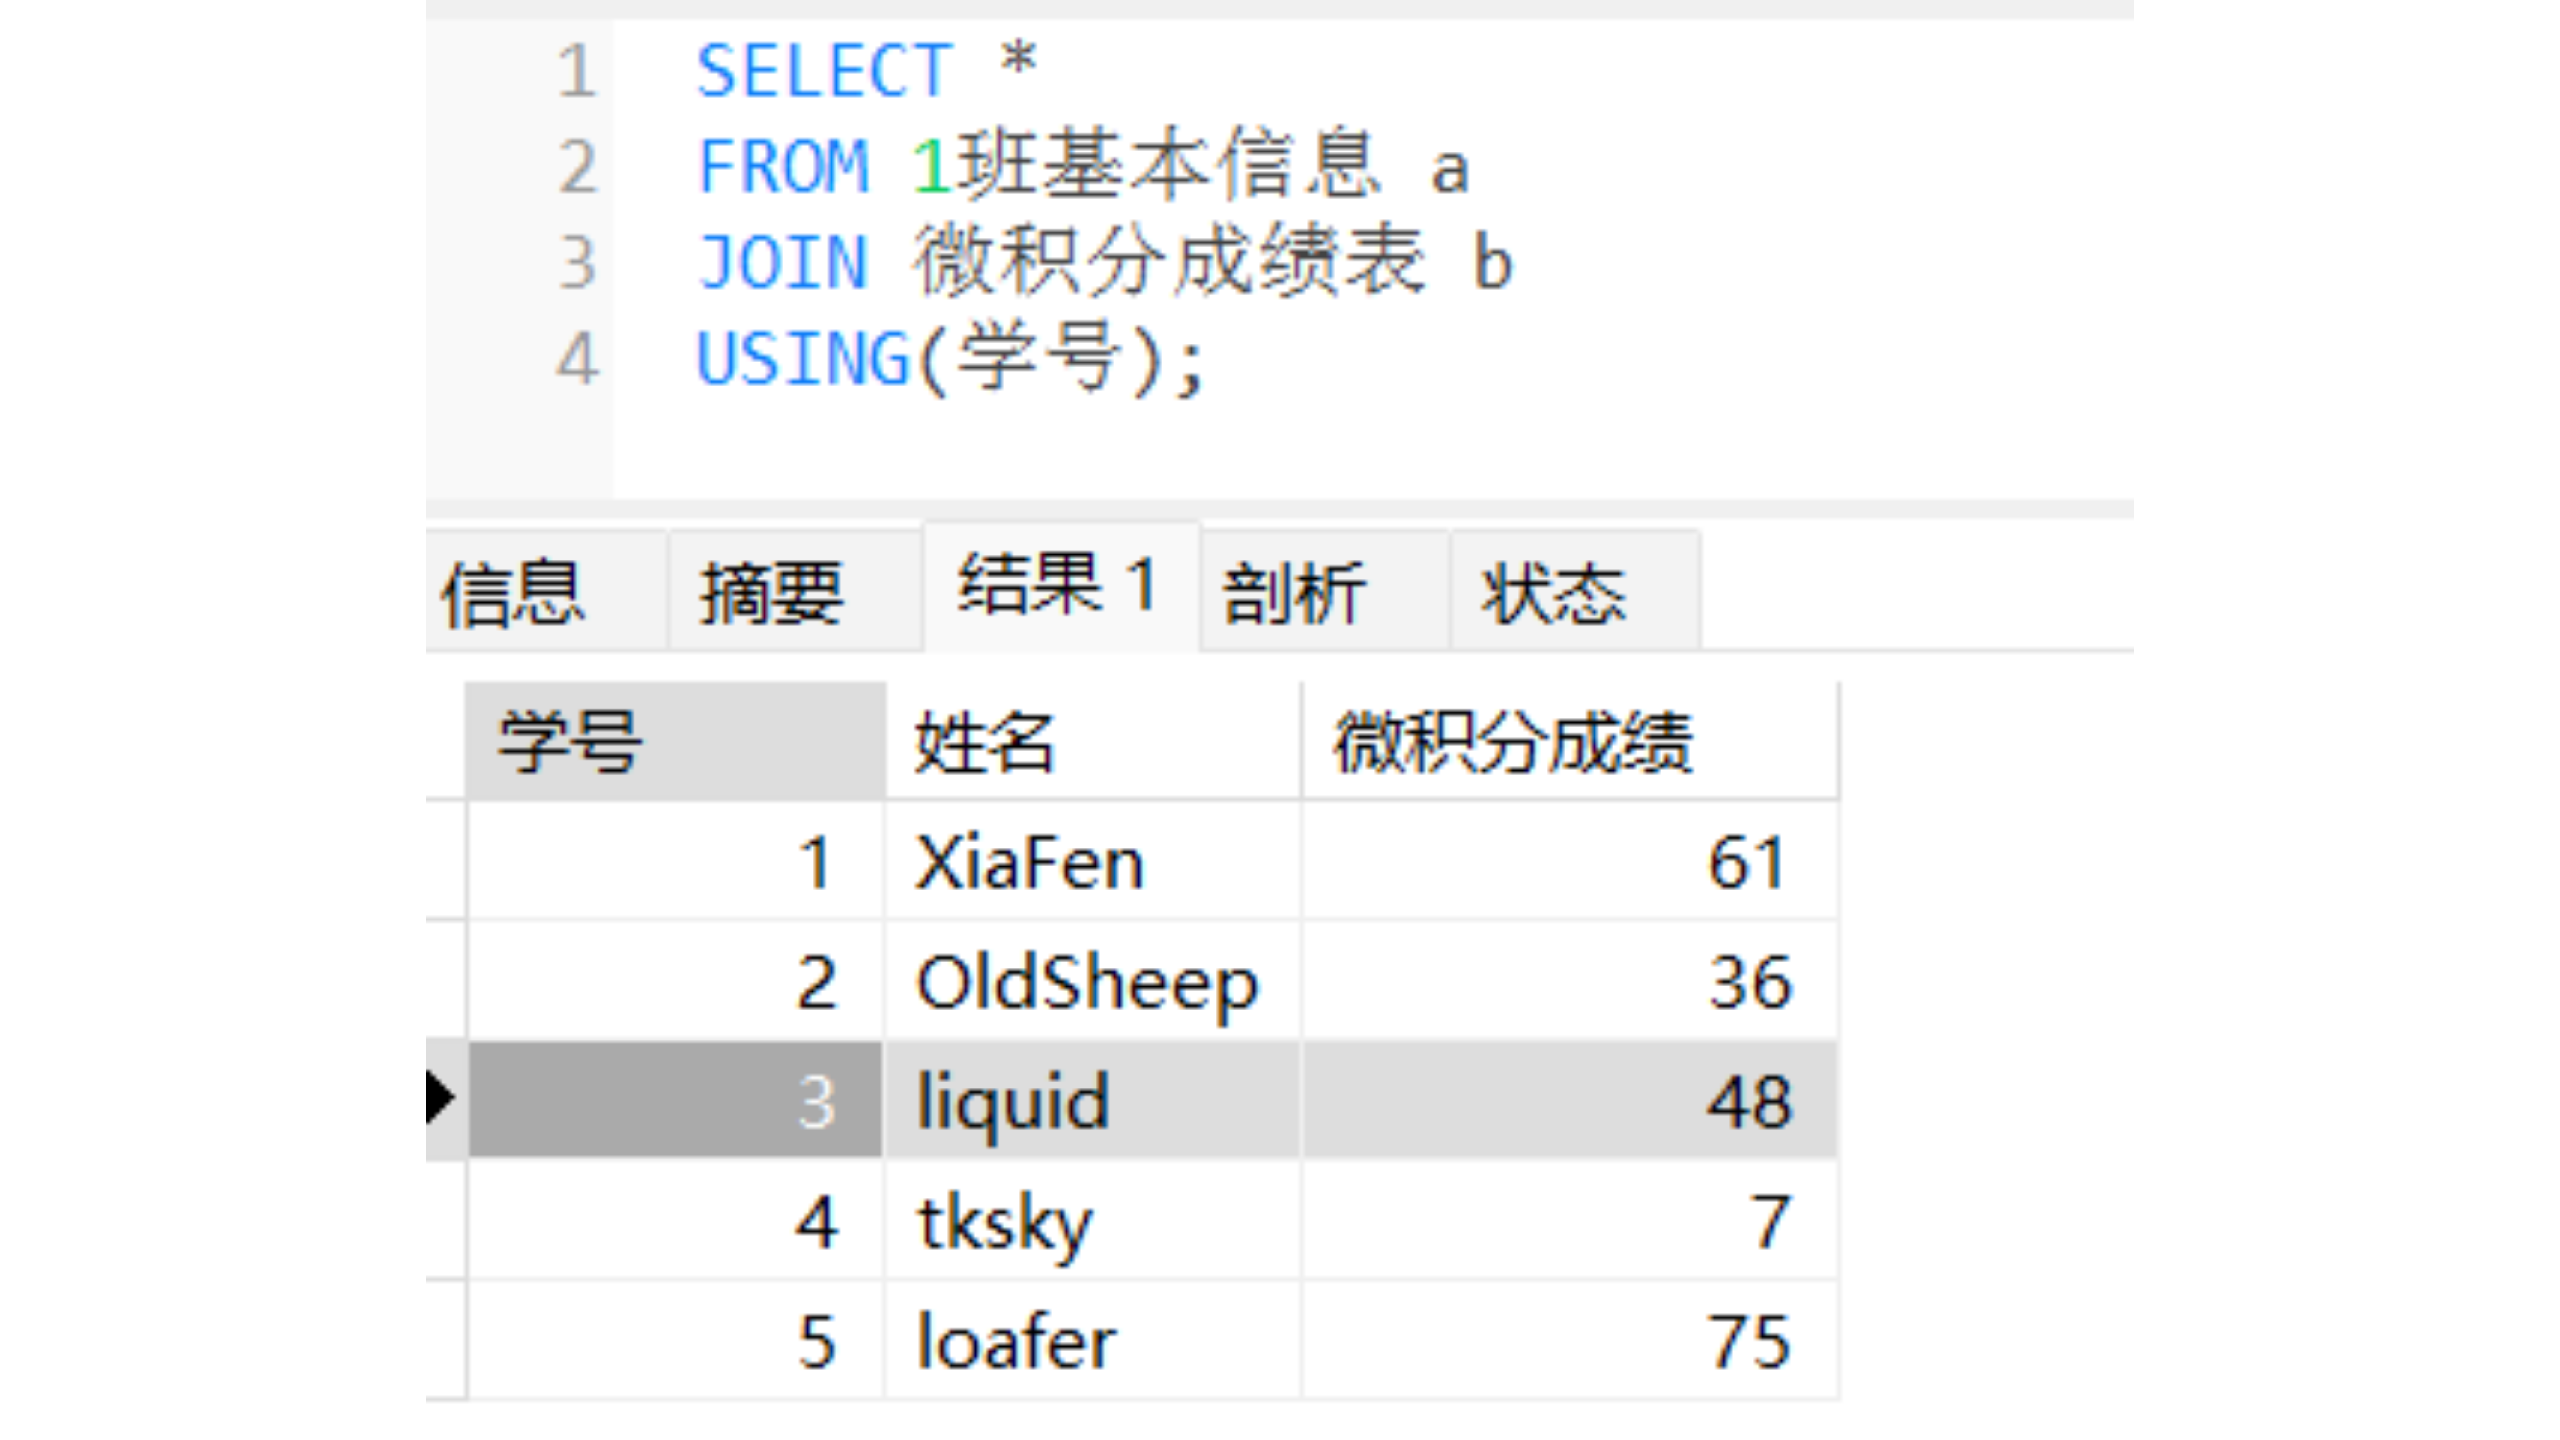 1 SELECT *
2 FROM 1班基本信息 a
3 JOIN 微积分成绩表 b
4 USING(学号);
信息 摘要 结果 1 剖析 状态
学号 姓名 微积分成绩
1 XiaFen 61
2 OldSheep 36
3 liquid 48
4 tksky 7
5 loafer 75